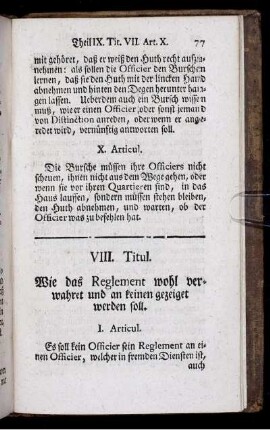 Theil IX. Tit. VII. Art. X. 77
mit gehöret, daß er weiß den Huth recht aufzu-
nehmen: als sollen die Officier den Burschen
lernen, daß sie den Huth mit der lincken Hand
abnehmen und hinten den Degen herunter han-
gen lassen. Ueberdem auch ein Bursch wissen
muß, wie er einen Officier oder sonst jemand
von Distinction anreden, oder wenn er ange-
redet wird, vernünftig antworten soll.
X. Articul.
Die Bursche müssen ihre Officiers nicht
scheuen, ihnen nicht aus dem Wege gehen, oder
wenn sie vor ihrem Quartieren sind, in das
Haus laussen, sondern müssen stehen bleiben,
den Huth abnehmen, und warten, ob der
Officier was zu befehlen hat.
VIII. Titul.
Wie das Reglement wohl ver-
wahret und an keinen gezeiget
werden soll.
I. Articul.
Es soll kein Officier sein Reglement an ei-
nen Officier, welcher in fremden Diensten ist,
auch